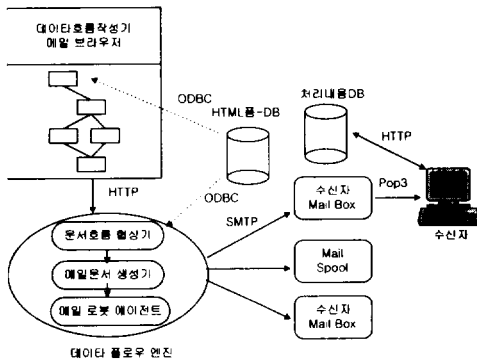 데이타흐름작성기
메일 브라우저
ODBC
HTML폼-DB
처리내용DB
HTTP
HTTP
ODBC
SMTP
수신자
Mail Box
Pop3
수신자
문서흐름 협상기
메일문서 생성기
메일 로봇 에이전트
Mail
Spool
수신자
Mail Box
데이타 플로우 엔진